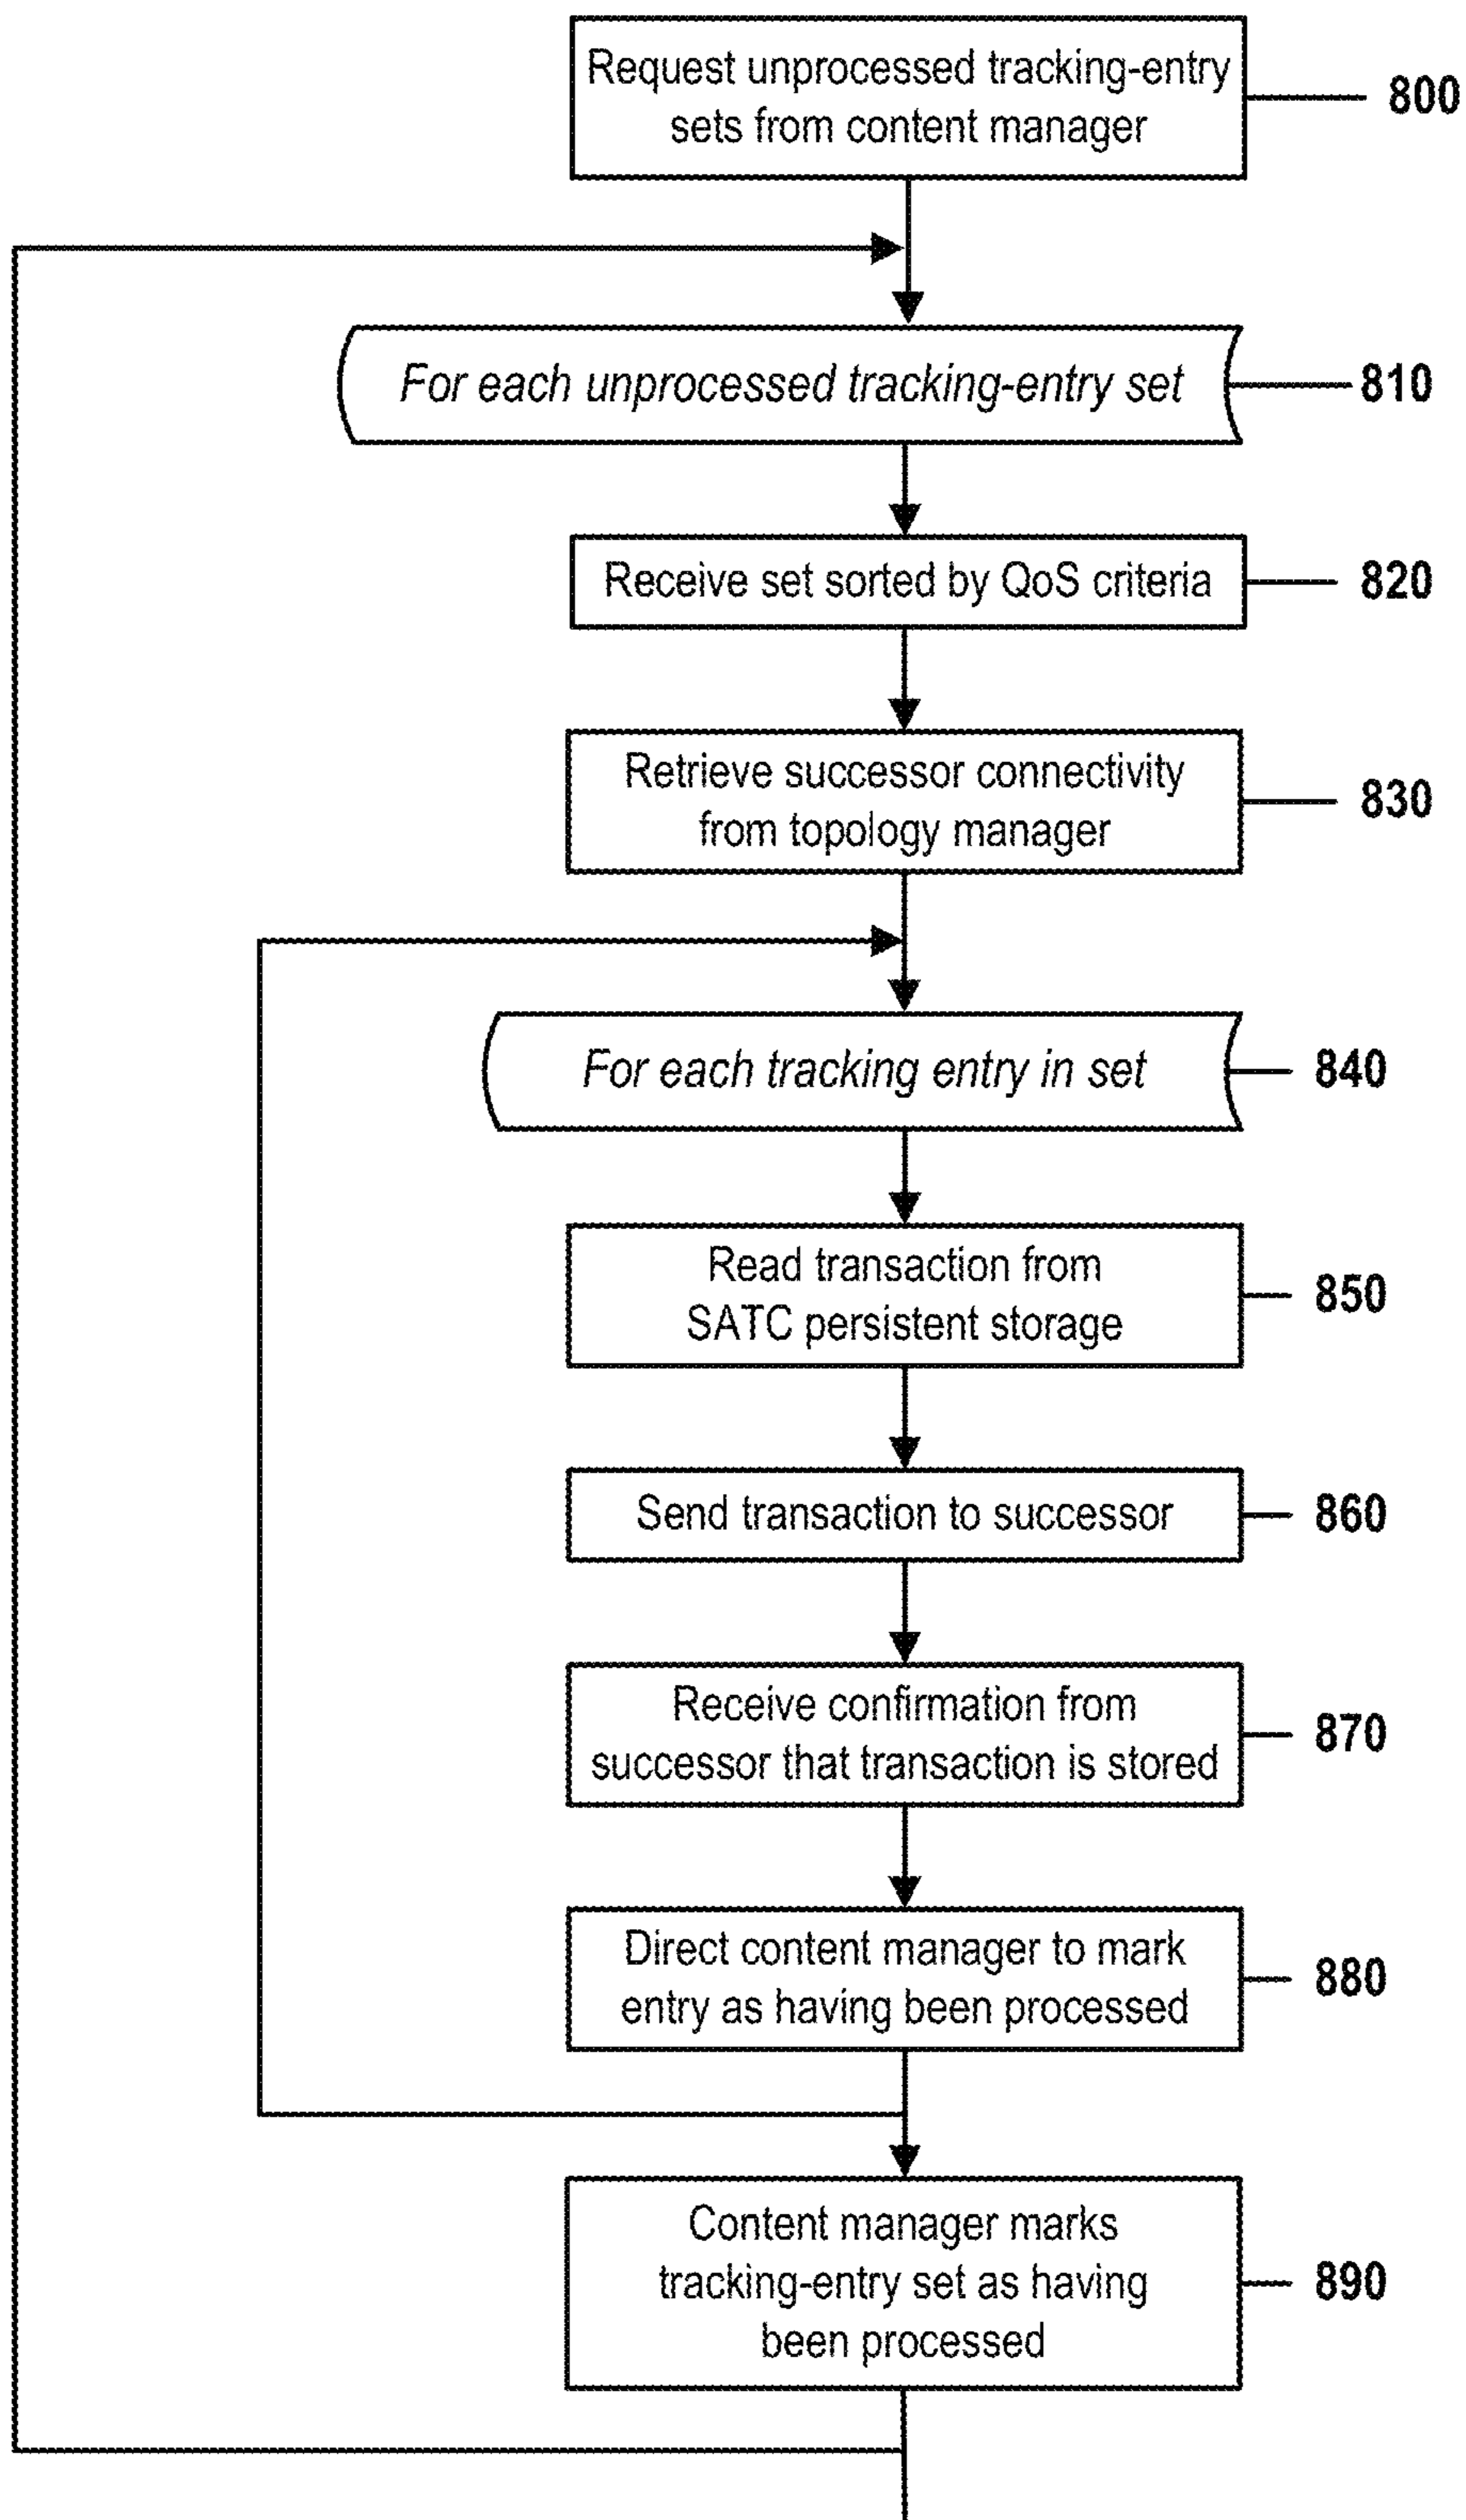 Request unprocessed tracking-entry
sets from content manager
800
For each unprocessed tracking-entry set
810
Receive set sorted by QoS criteria
820
Retrieve successor connectivity
from topology manager
830
For each tracking entry in set
840
Read transaction from
SATC persistent storage
850
Send transaction to successor
860
Receive confirmation from
successor that transaction is stored
870
Direct content manager to mark
entry as having been processed
880
Content manager marks
tracking-entry set as having
been processed
890